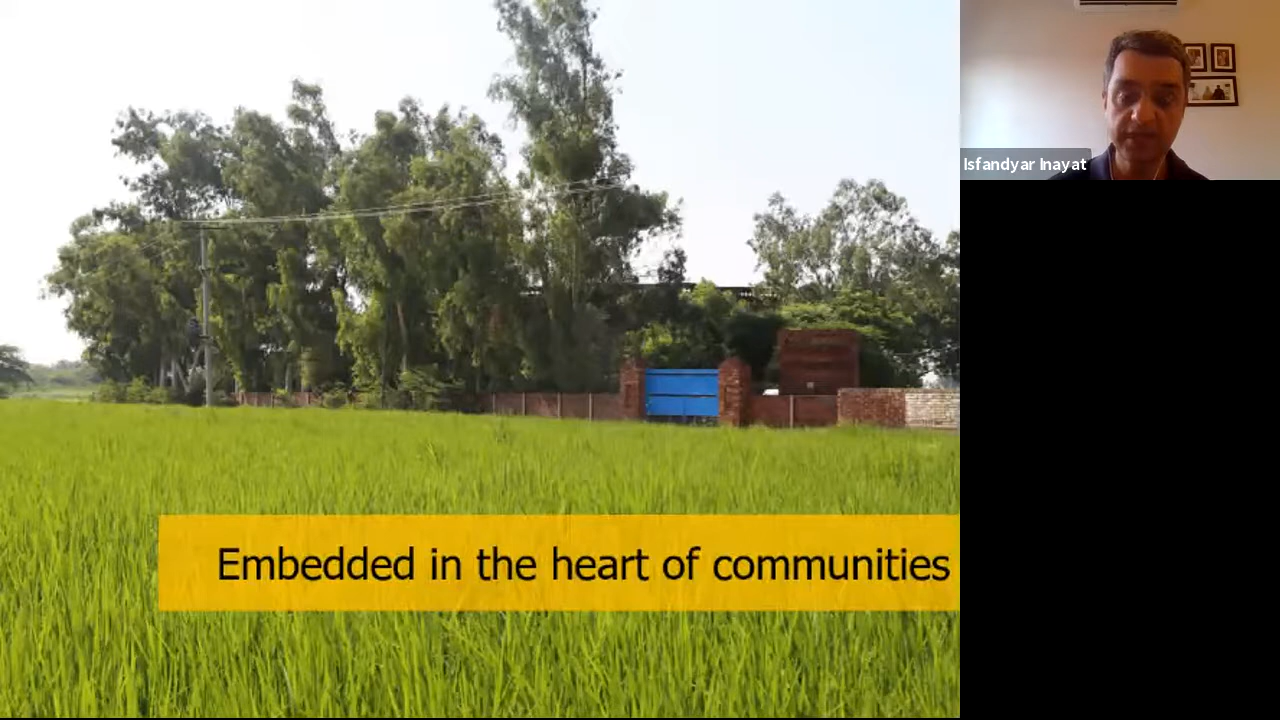 Isfandyar Inayat
Embedded in the heart of communities